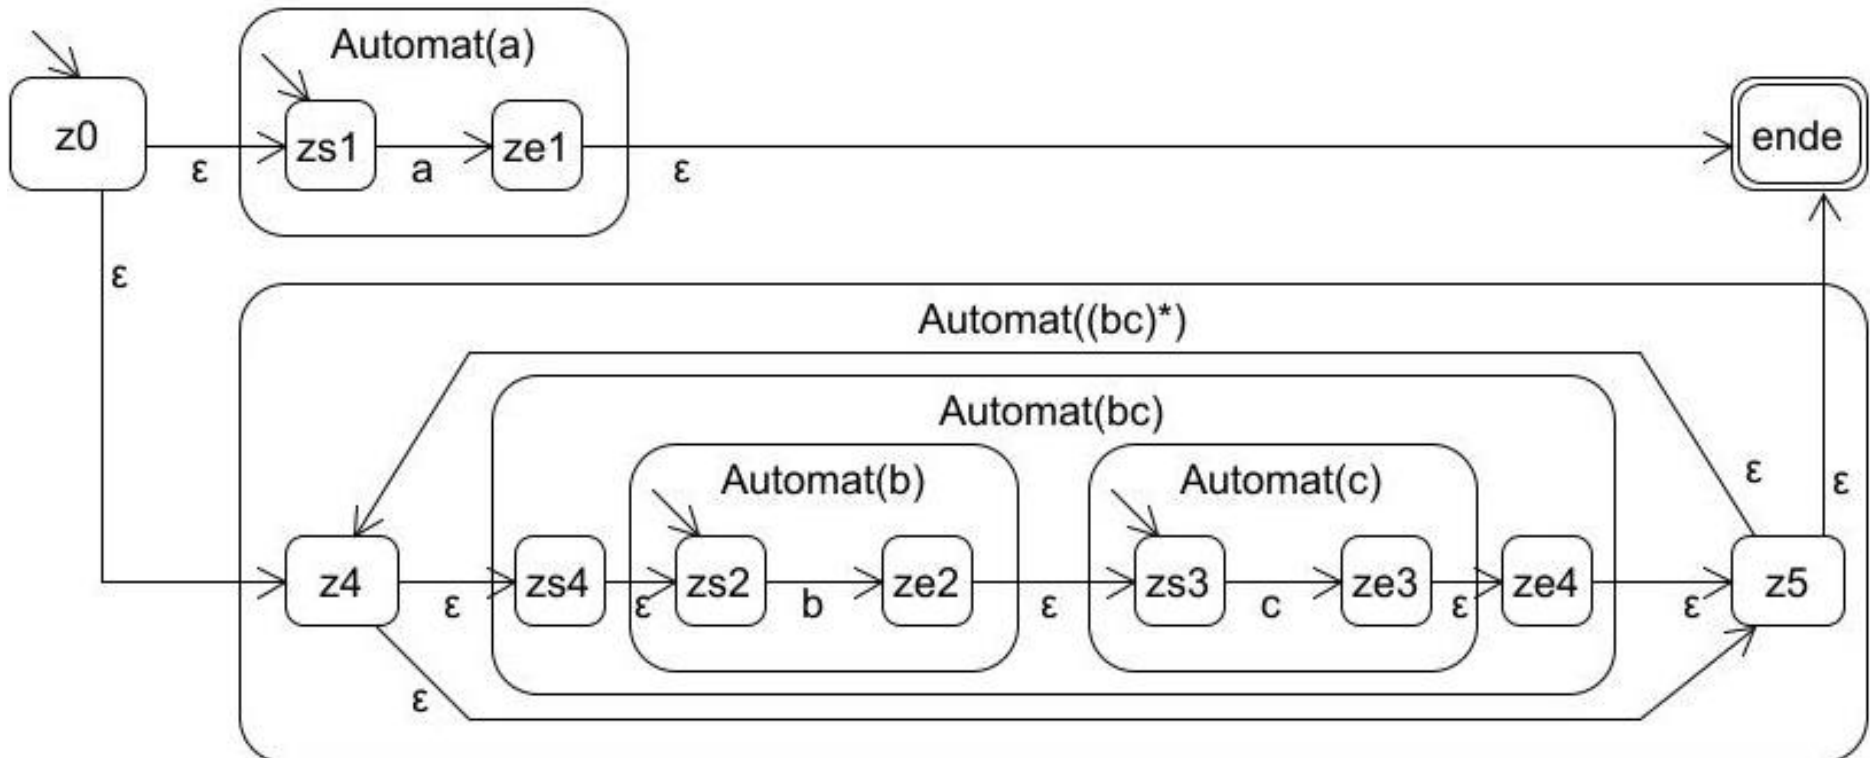 Automat(a)
z0
ε
zs1
a
ze1
ε
ende
ε
Automat((bc)*)
Automat(bc)
Automat(b)
Automat(c)
ε
ε
z4
ε
zs4
ε
zs2
b
ze2
ε
zs3
c
ze3
ε
ze4
ε
z5
ε